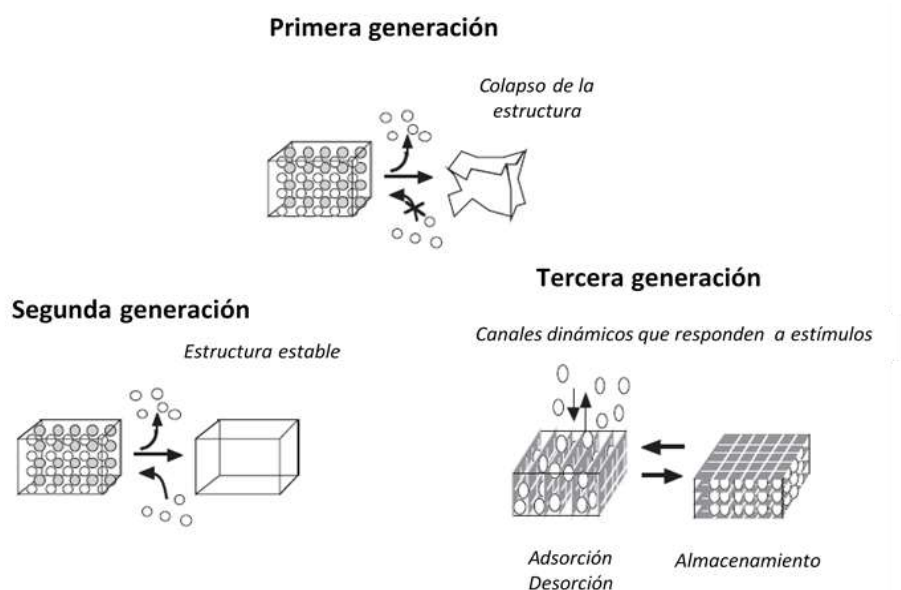 Primera generación
Colapso de la
estructura
Segunda generación
Estructura estable
Tercera generación
Canales dinámicos que responden a estímulos
Adsorción
Desorción
Almacenamiento